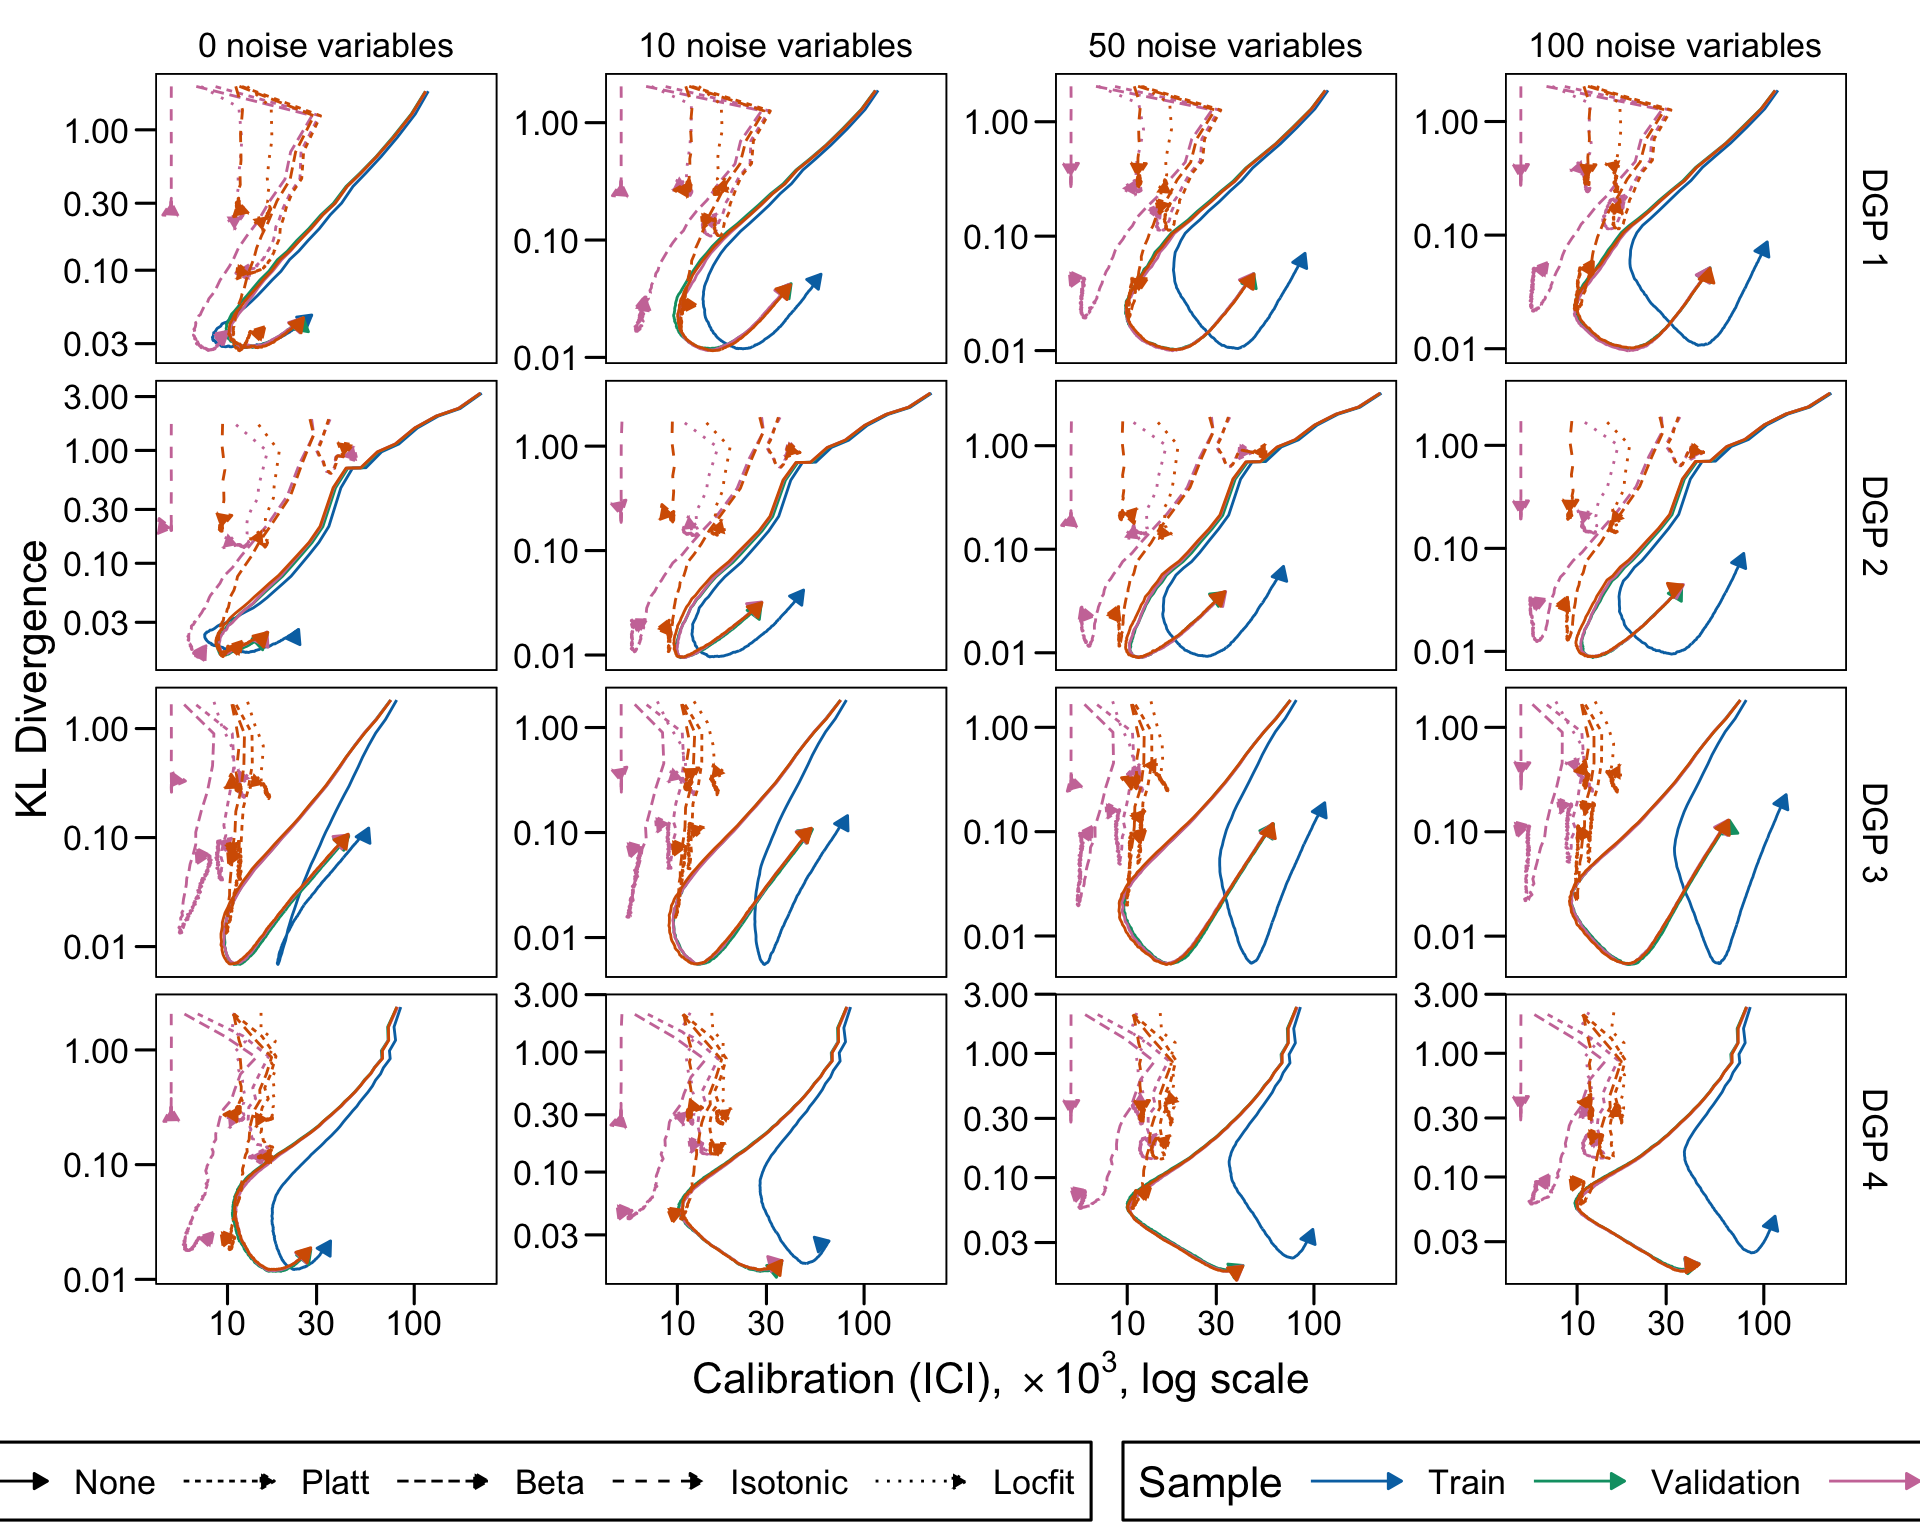 0 noise variables 10 noise variables 50 noise variables 100 noise variables
1.00 0.30 0.10 0.03
1.00 0.10 0.01
1.00 0.10 0.01
1.00 0.10 0.01
DGP 1
3.00 1.00 0.30 0.10 0.03
1.00 0.10 0.01
1.00 0.10 0.01
1.00 0.10 0.01
DGP 2
KL Divergence
1.00 0.10 0.01
1.00 0.10 0.01
1.00 0.10 0.01
1.00 0.10 0.01
DGP 3
1.00 0.10 0.01
3.00 1.00 0.30 0.10 0.03
3.00 1.00 0.30 0.10 0.03
3.00 1.00 0.30 0.10 0.03
DGP 4
10 30 100 10 30 100 10 30 100 10 30 100
Calibration (ICI), ×10³, log scale
None Platt Beta Isotonic Locfit Sample Train Validation